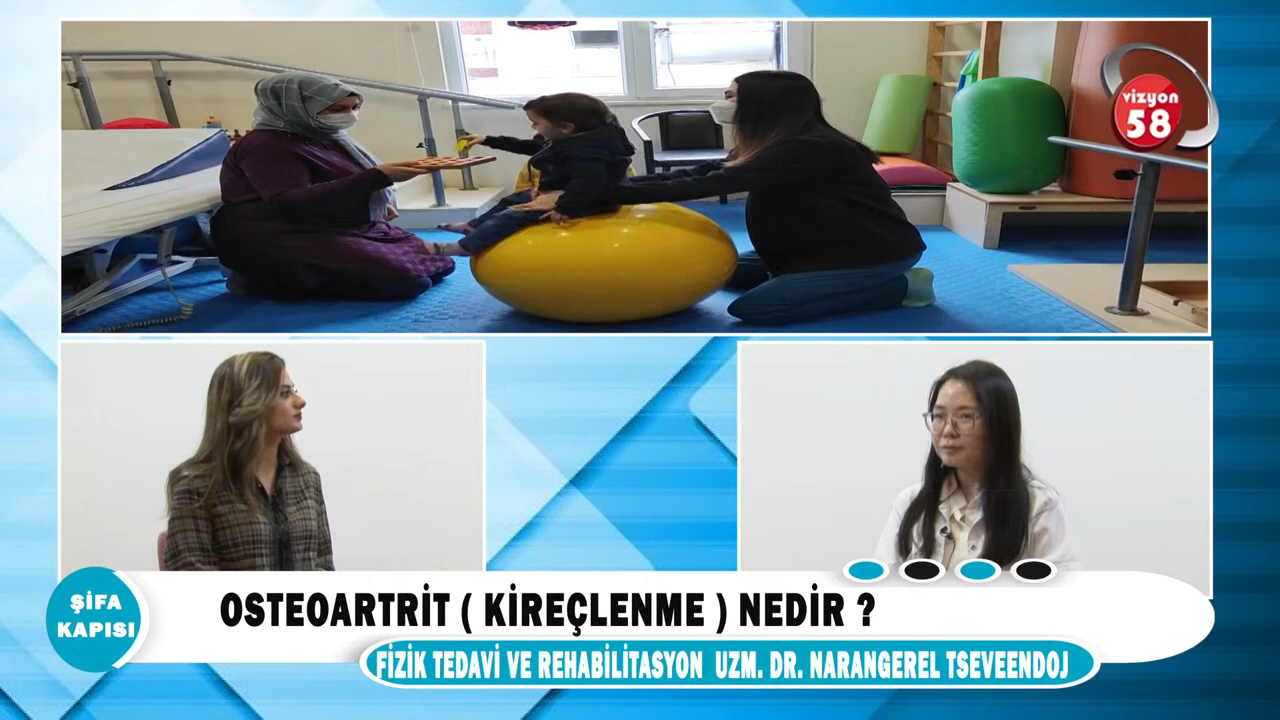 vizyon
58
ŞİFA
KAPISI
OSTEOARTRİT ( KİREÇLENME ) NEDİR ?
FİZİK TEDAVİ VE REHABİLİTASYON UZM. DR. NARANGEREL TSEVEENDOJ